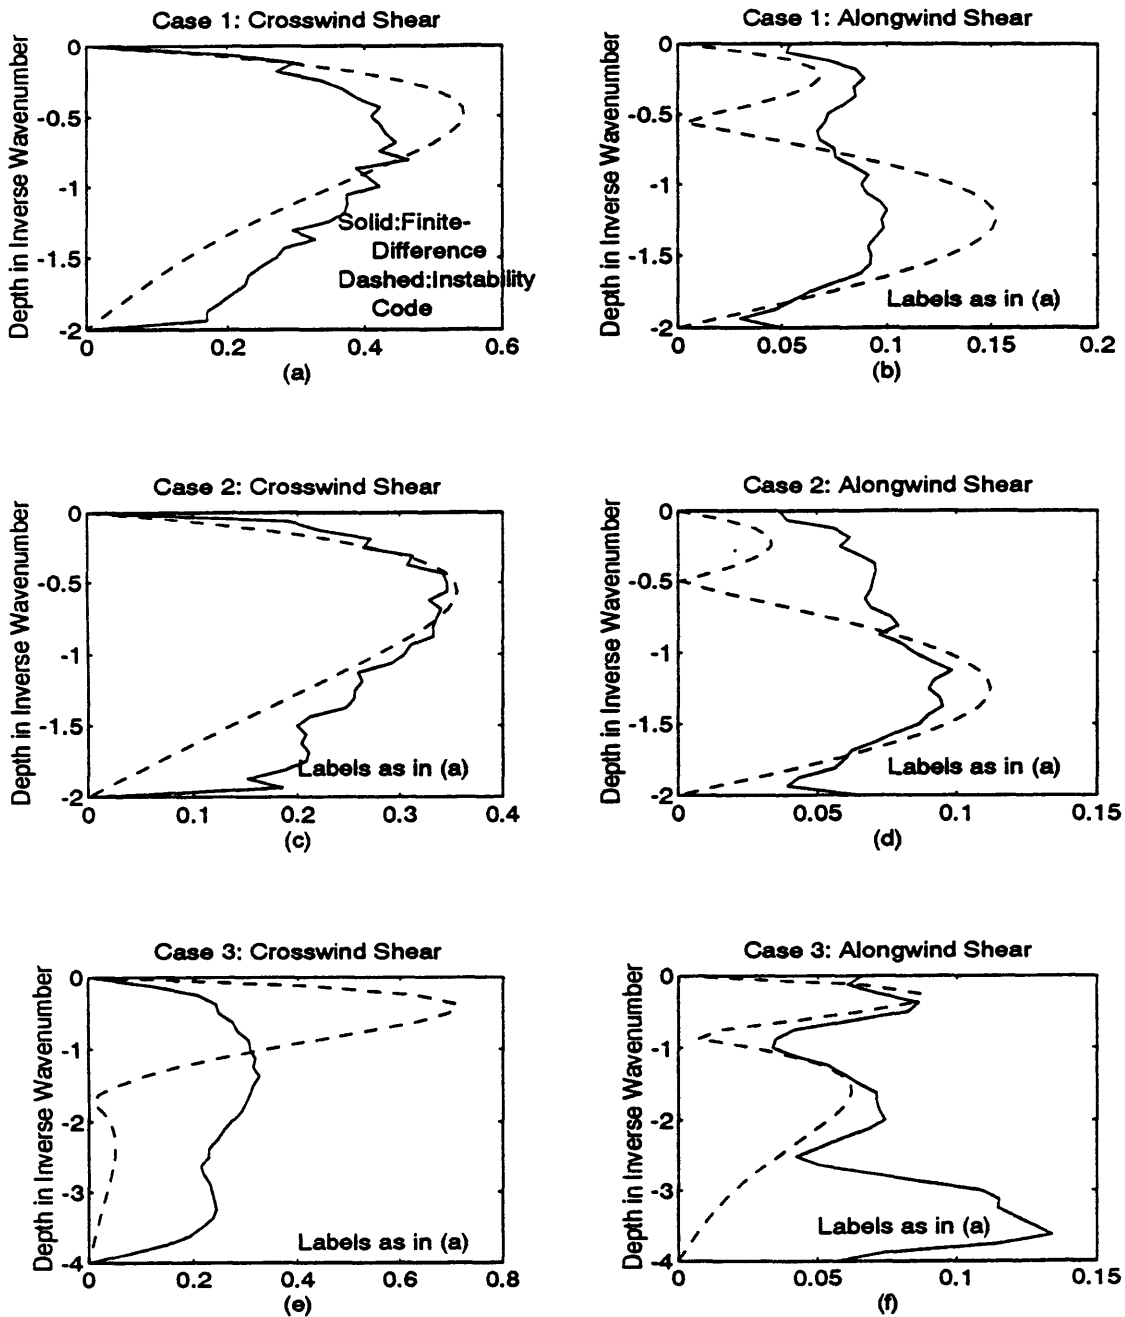 Case 1: Crosswind Shear
Depth in Inverse Wavenumber
0
-0.5
-1
-1.5
-2
0
0.2
0.4
0.6
Solid:Finite-
Difference
Dashed:Instability
Code
(a)
Case 1: Alongwind Shear
Depth in Inverse Wavenumber
0
-0.5
-1
-1.5
-2
0
0.05
0.1
0.15
0.2
Labels as in (a)
(b)
Case 2: Crosswind Shear
Depth in Inverse Wavenumber
0
-0.5
-1
-1.5
-2
0
0.1
0.2
0.3
0.4
Labels as in (a)
(c)
Case 2: Alongwind Shear
Depth in Inverse Wavenumber
0
-0.5
-1
-1.5
-2
0
0.05
0.1
0.15
Labels as in (a)
(d)
Case 3: Crosswind Shear
Depth in Inverse Wavenumber
0
-1
-2
-3
-4
0
0.2
0.4
0.6
0.8
Labels as in (a)
(e)
Case 3: Alongwind Shear
Depth in Inverse Wavenumber
0
-1
-2
-3
-4
0
0.05
0.1
0.15
Labels as in (a)
(f)